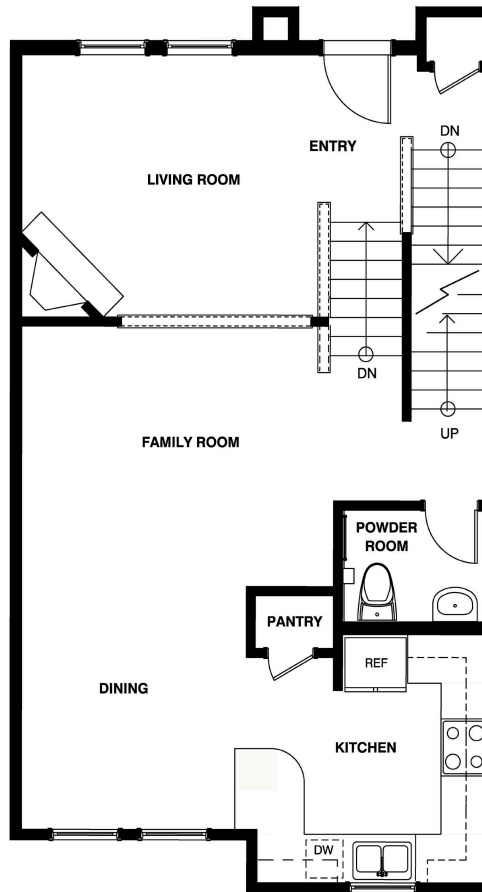 DN
ENTRY
LIVING ROOM
DN
UP
FAMILY ROOM
POWDER
ROOM
PANTRY
REF
DINING
KITCHEN
DW